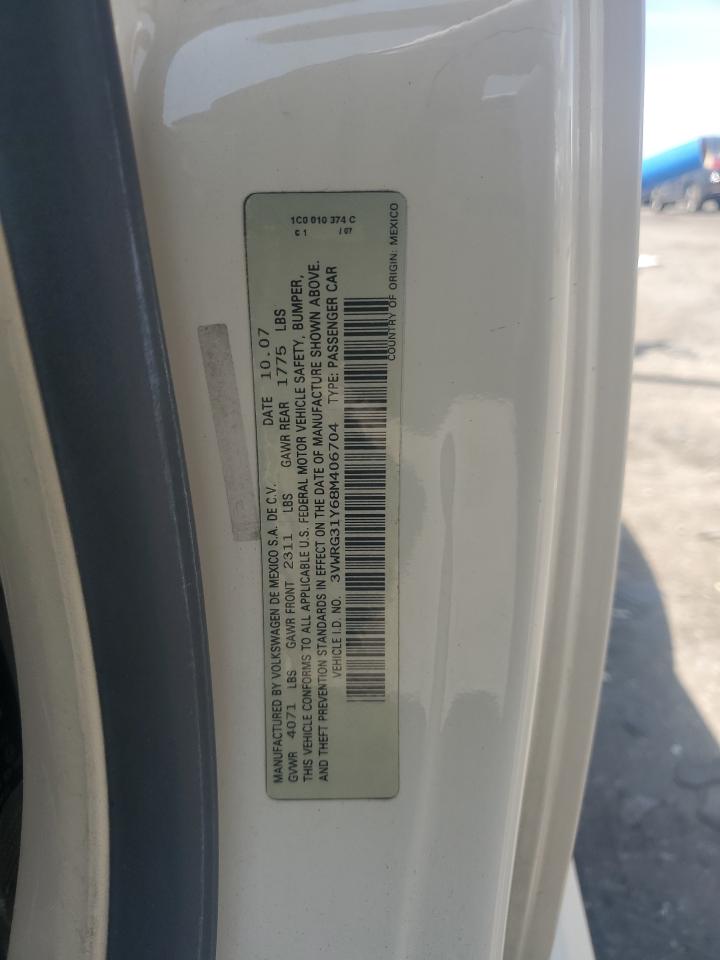 1C0 010 374 C
C 1 / 07
MANUFACTURED BY VOLKSWAGEN DE MEXICO S.A. DE C.V. DATE 10.07
GVWR 4071 LBS GAWR FRONT 2311 LBS GAWR REAR 1775 LBS
THIS VEHICLE CONFORMS TO ALL APPLICABLE U.S. FEDERAL MOTOR VEHICLE SAFETY, BUMPER,
AND THEFT PREVENTION STANDARDS IN EFFECT ON THE DATE OF MANUFACTURE SHOWN ABOVE.
VEHICLE I.D. NO. 3VWRG31Y68M406704 TYPE: PASSENGER CAR
COUNTRY OF ORIGIN: MEXICO